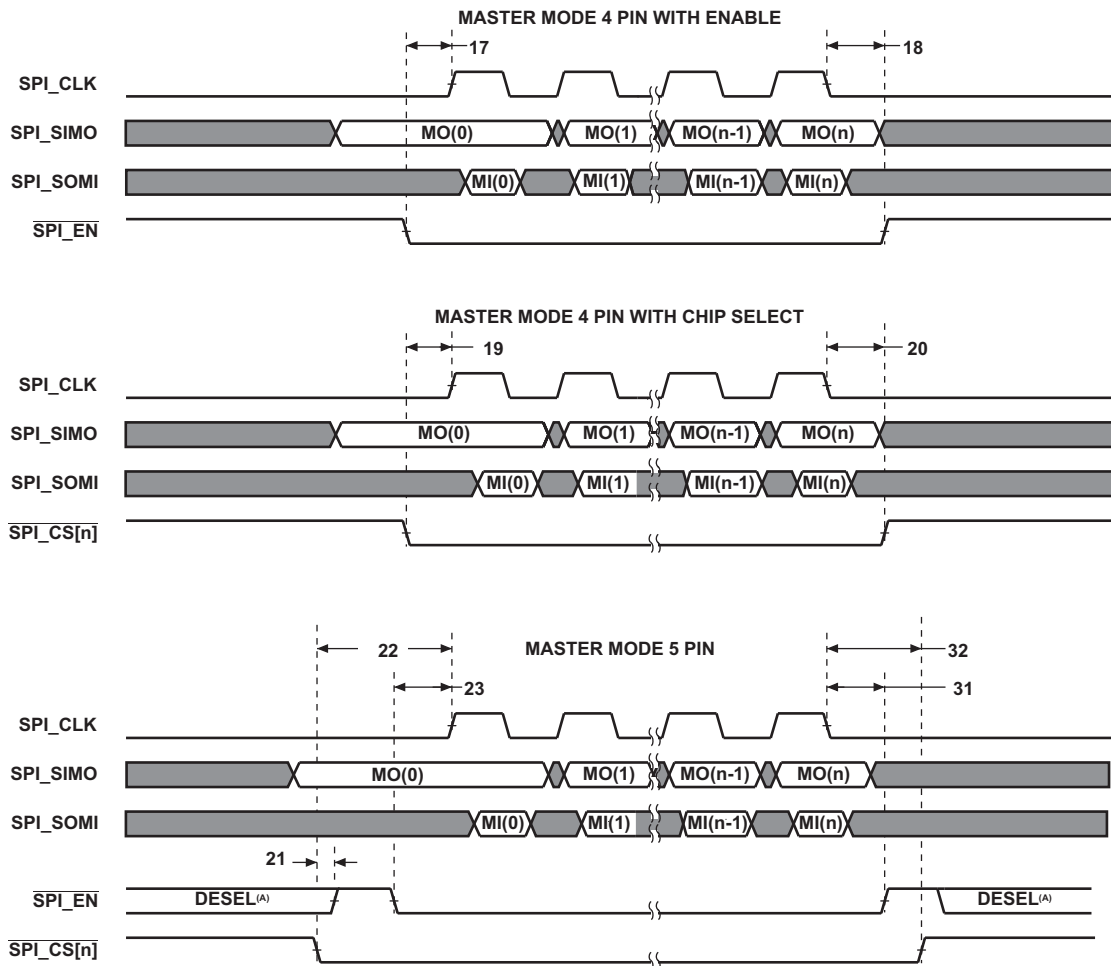 MASTER MODE 4 PIN WITH ENABLE
17 18
SPI_CLK
SPI_SIMO MO(0) MO(1) MO(n-1) MO(n)
SPI_SOMI MI(0) MI(1) MI(n-1) MI(n)
SPI_EN
MASTER MODE 4 PIN WITH CHIP SELECT
19 20
SPI_CLK
SPI_SIMO MO(0) MO(1) MO(n-1) MO(n)
SPI_SOMI MI(0) MI(1) MI(n-1) MI(n)
SPI_CS[n]
22 MASTER MODE 5 PIN 32
23 31
SPI_CLK
SPI_SIMO MO(0) MO(1) MO(n-1) MO(n)
SPI_SOMI MI(0) MI(1) MI(n-1) MI(n)
21
SPI_EN DESEL(A) DESEL(A)
SPI_CS[n]